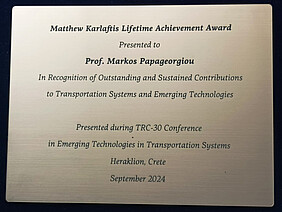 Matthew Karlaftis Lifetime Achievement Award
Presented to
Prof. Markos Papageorgiou
In Recognition of Outstanding and Sustained Contributions
to Transportation Systems and Emerging Technologies
Presented during TRC-30 Conference
in Emerging Technologies in Transportation Systems
Heraklion, Crete
September 2024